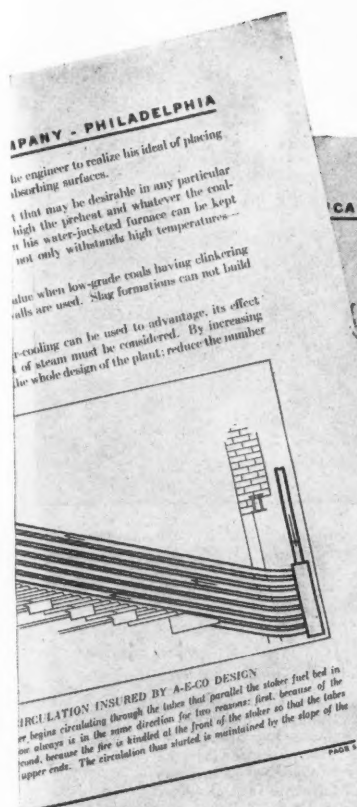 MPANY - PHILADELPHIA
he engineer to realize his ideal of placing
bsorbing surfaces.
t that may be desirable in any particular
high the preheat and whatever the coal-
n his water-jacketed furnace can be kept
not only withstands high temperatures—
alue when low-grade coals having clinkering
alls are used. Slag formations can not build
r-cooling can be used to advantage, its effect
t of steam must be considered. By increasing
he whole design of the plant; reduce the number
CIRCULATION INSURED BY A-E-CO DESIGN
er begins circulating through the tubes that parallel the stoker fuel bed in
ow always is in the same direction for two reasons: first, because of the
cond, because the fire is kindled at the front of the stoker so that the tubes
upper ends. The circulation thus started is maintained by the slope of the
PAGE 5
ICA